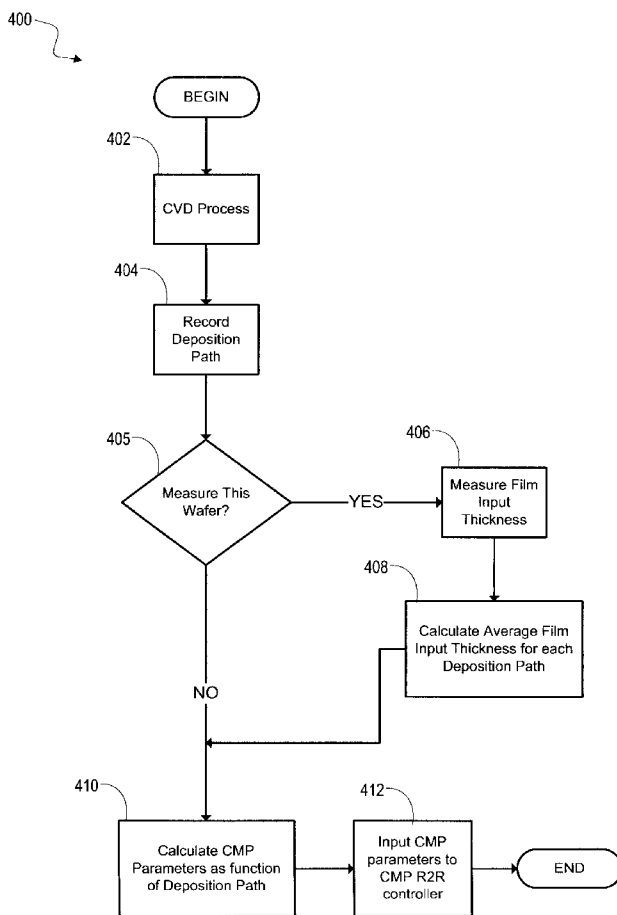 400
BEGIN
402
CVD Process
404
Record
Deposition
Path
405
Measure This
Wafer?
YES
406
Measure Film
Input
Thickness
408
Calculate Average Film
Input Thickness for each
Deposition Path
NO
410
Calculate CMP
Parameters as function
of Deposition Path
412
Input CMP
parameters to
CMP R2R
controller
END